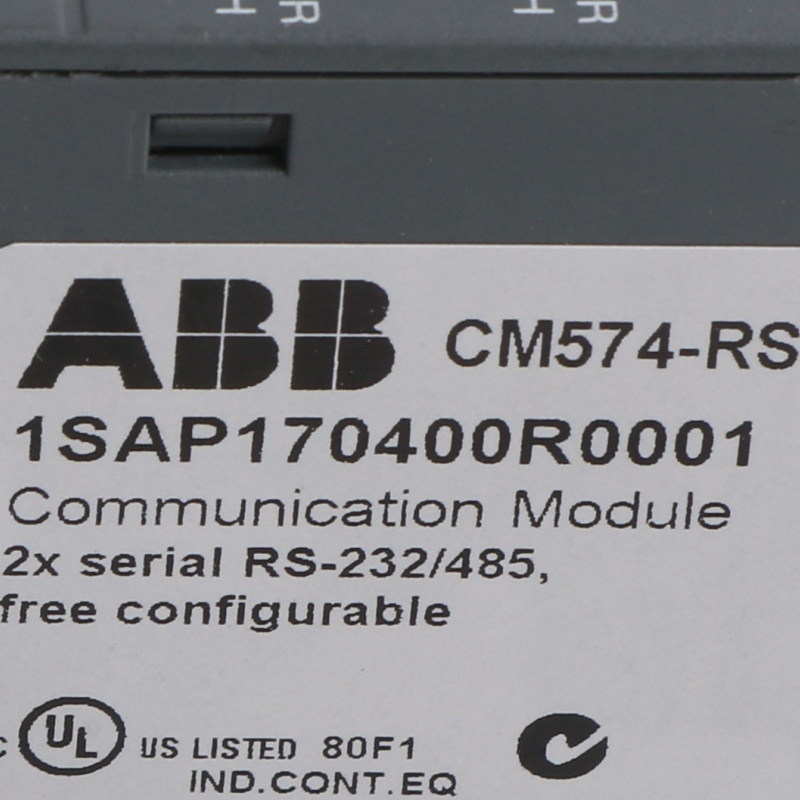 ABB CM574-RS
1SAP170400R0001
Communication Module
2x serial RS-232/485,
free configurable
C UL US LISTED 80F1
IND.CONT.EQ